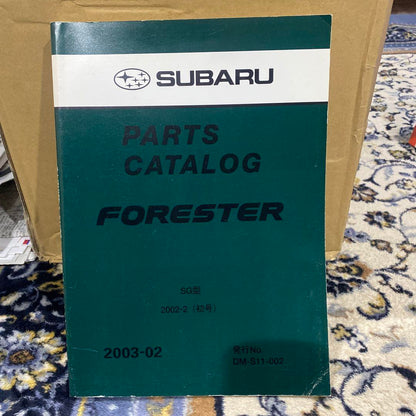 SUBARU
PARTS
CATALOG
FORESTER
SG型
2002-2 (初号)
2003-02
発行No
DM-S11-002